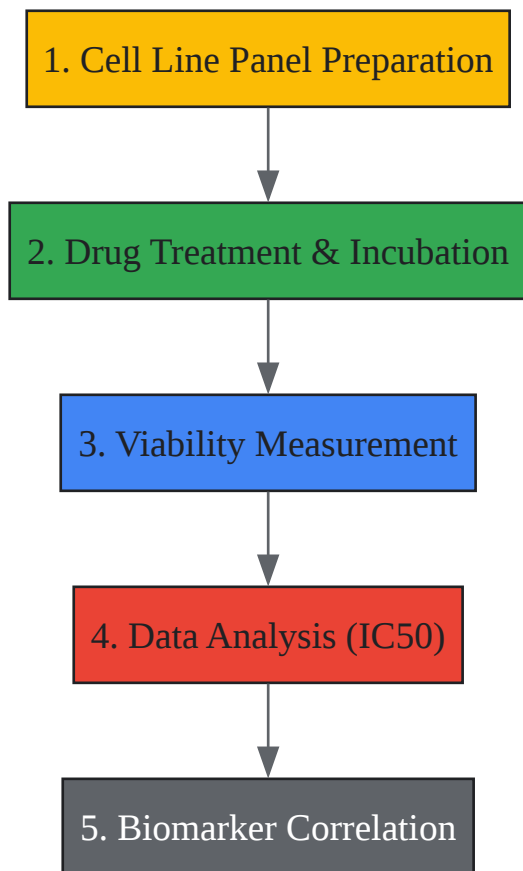 1. Cell Line Panel Preparation
2. Drug Treatment & Incubation
3. Viability Measurement
4. Data Analysis (IC50)
5. Biomarker Correlation